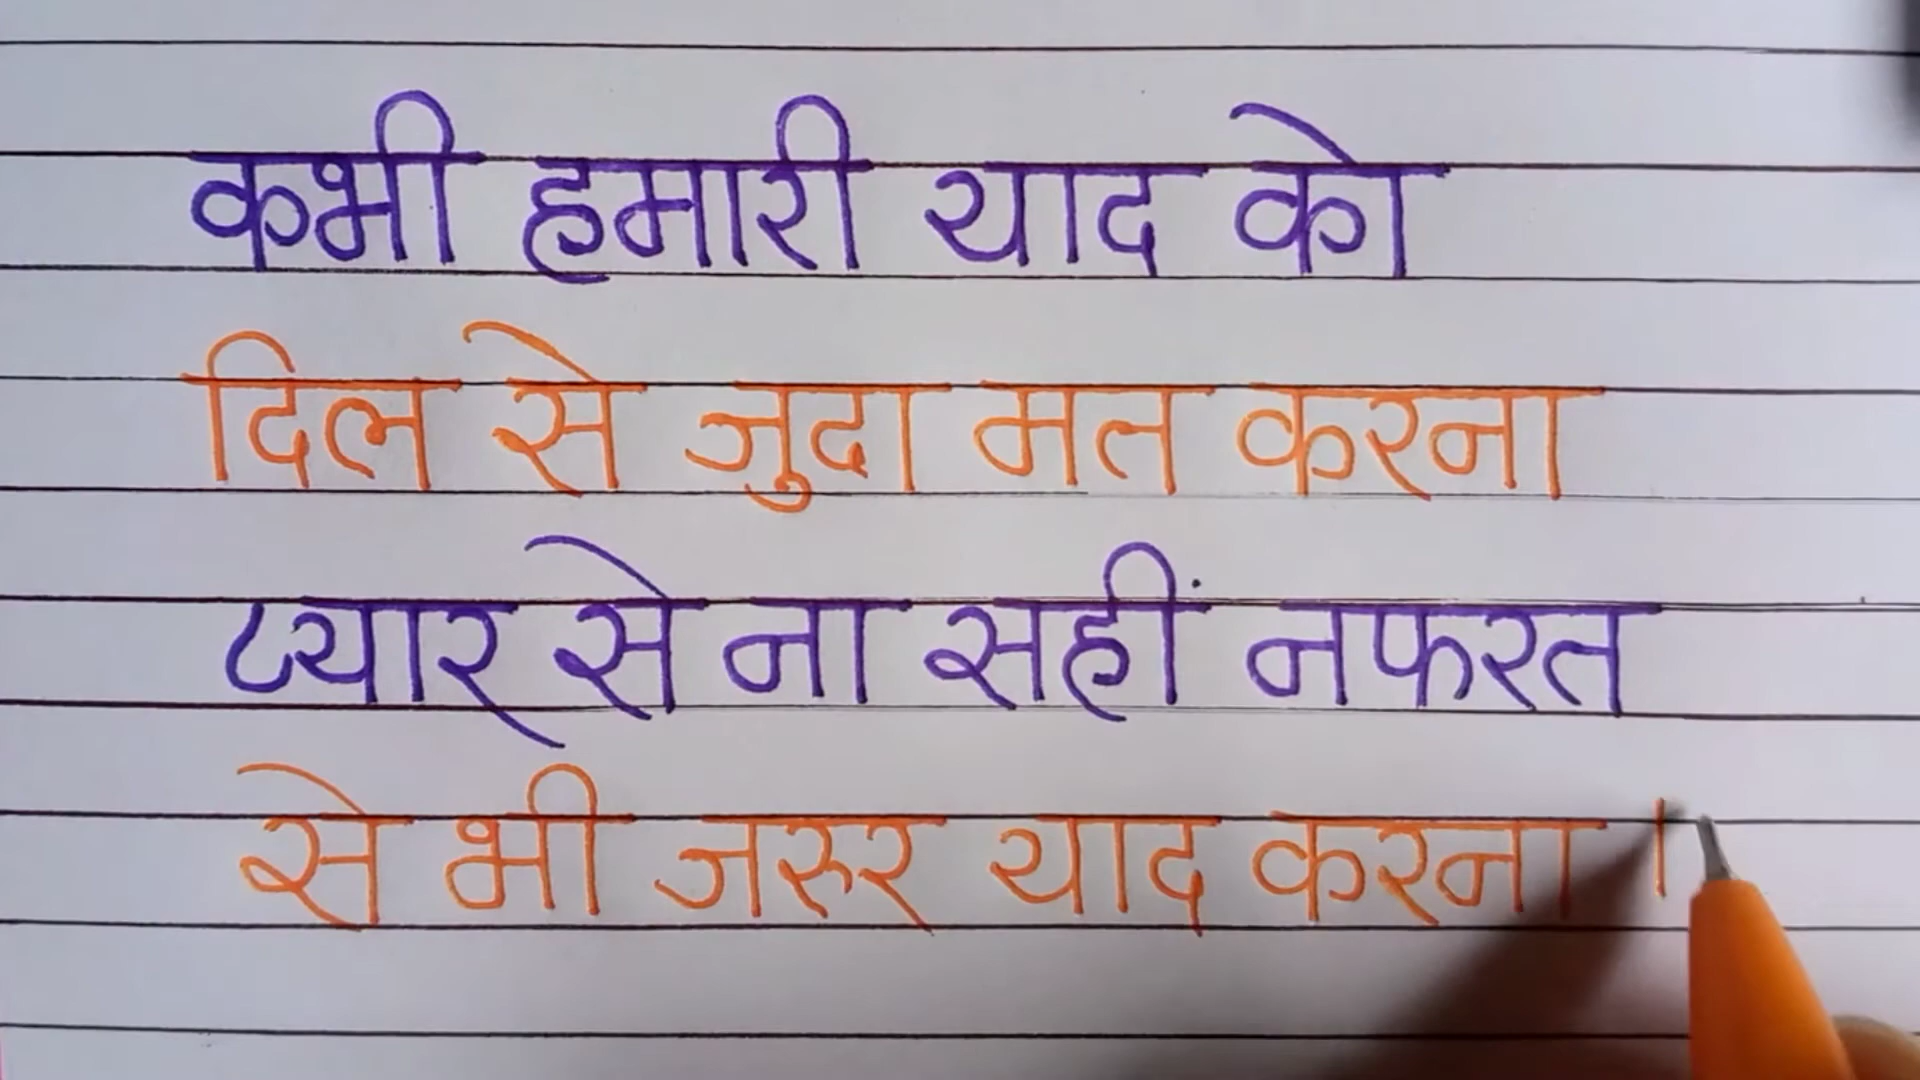 कभी हमारी याद को
दिल से जुदा मत करना
प्यार से ना सहीं नफरत
से भी जरुर याद करना ।